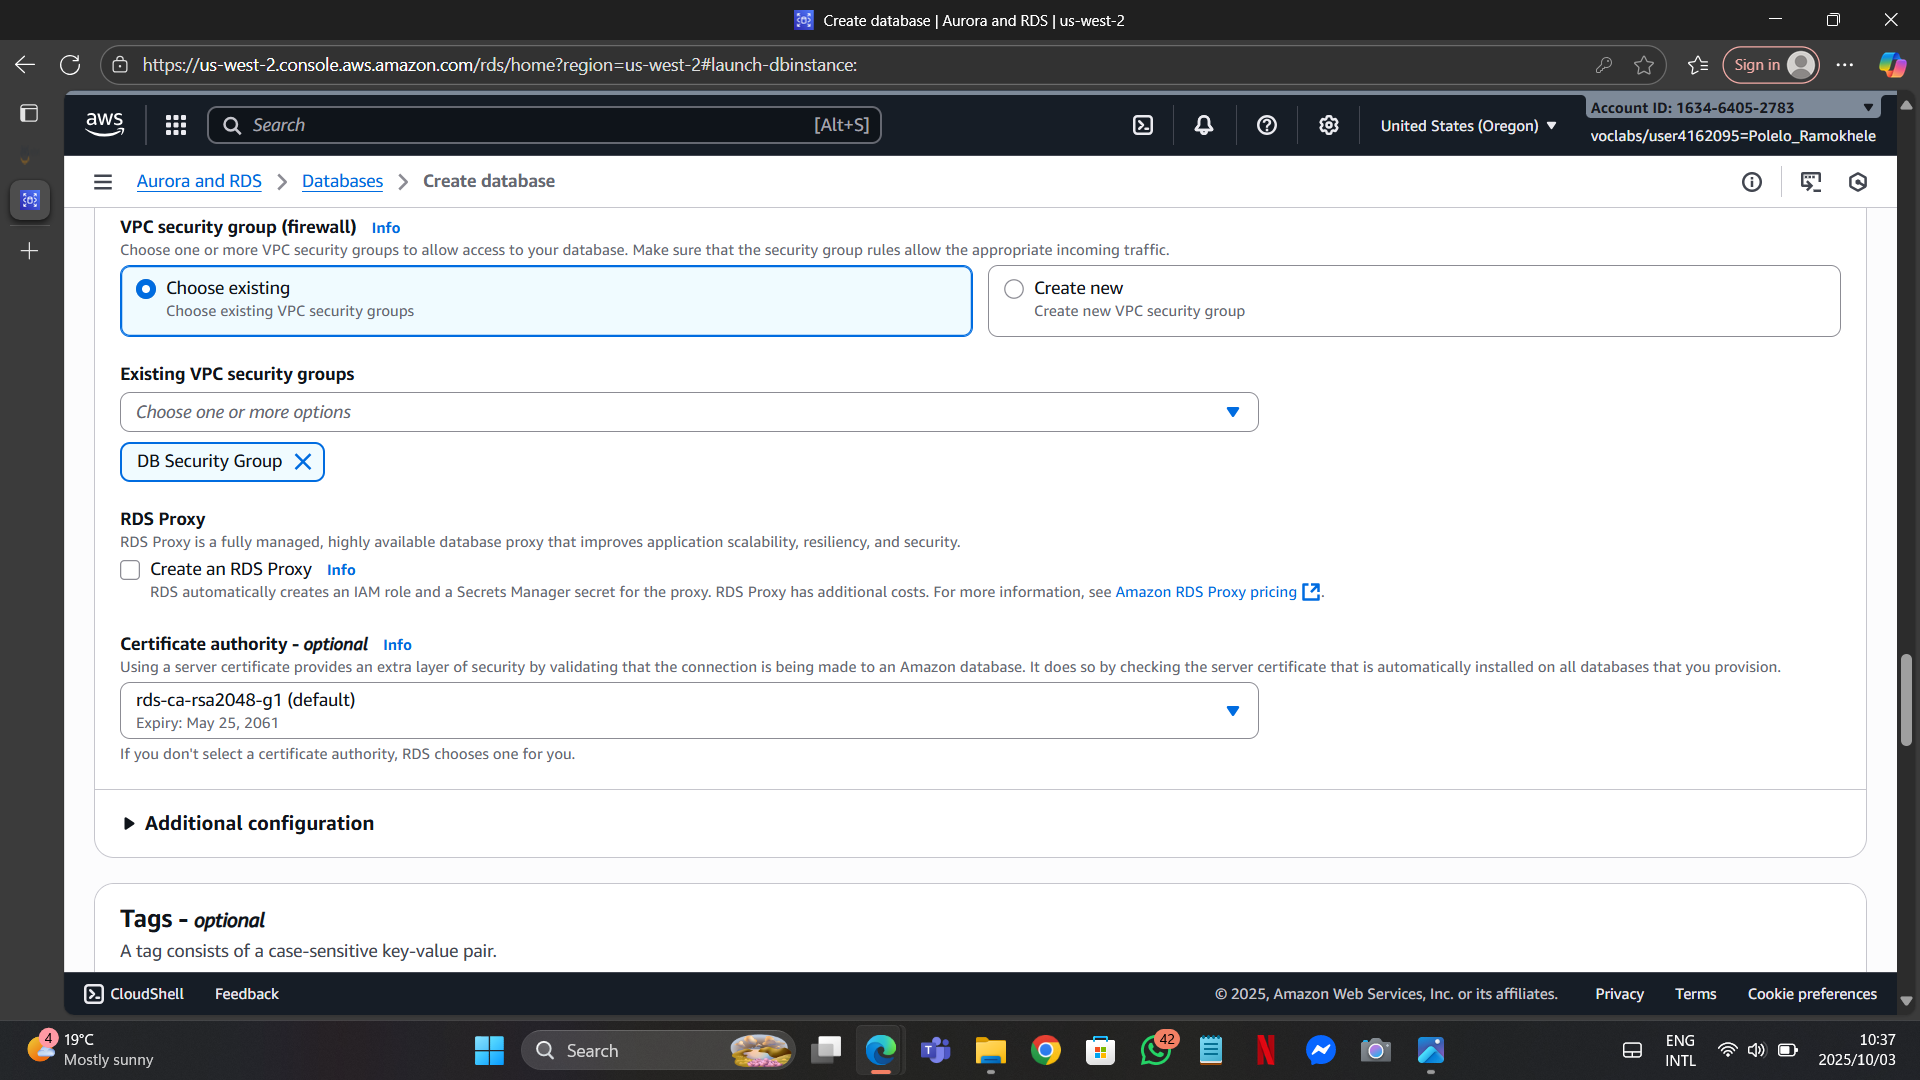 Create database | Aurora and RDS | us-west-2
https://us-west-2.console.aws.amazon.com/rds/home?region=us-west-2#launch-dbinstance:
Sign in
aws
Search
[Alt+S]
United States (Oregon)
Account ID: 1634-6405-2783
voclabs/user4162095=Polelo_Ramokhele
Aurora and RDS
Databases
Create database
VPC security group (firewall) Info
Choose one or more VPC security groups to allow access to your database. Make sure that the security group rules allow the appropriate incoming traffic.
Choose existing
Choose existing VPC security groups
Create new
Create new VPC security group
Existing VPC security groups
Choose one or more options
DB Security Group
RDS Proxy
RDS Proxy is a fully managed, highly available database proxy that improves application scalability, resiliency, and security.
Create an RDS Proxy Info
RDS automatically creates an IAM role and a Secrets Manager secret for the proxy. RDS Proxy has additional costs. For more information, see Amazon RDS Proxy pricing.
Certificate authority - optional Info
Using a server certificate provides an extra layer of security by validating that the connection is being made to an Amazon database. It does so by checking the server certificate that is automatically installed on all databases that you provision.
rds-ca-rsa2048-g1 (default)
Expiry: May 25, 2061
If you don't select a certificate authority, RDS chooses one for you.
Additional configuration
Tags - optional
A tag consists of a case-sensitive key-value pair.
CloudShell
Feedback
© 2025, Amazon Web Services, Inc. or its affiliates.
Privacy
Terms
Cookie preferences
4
19°C
Mostly sunny
Search
42
ENG
INTL
10:37
2025/10/03